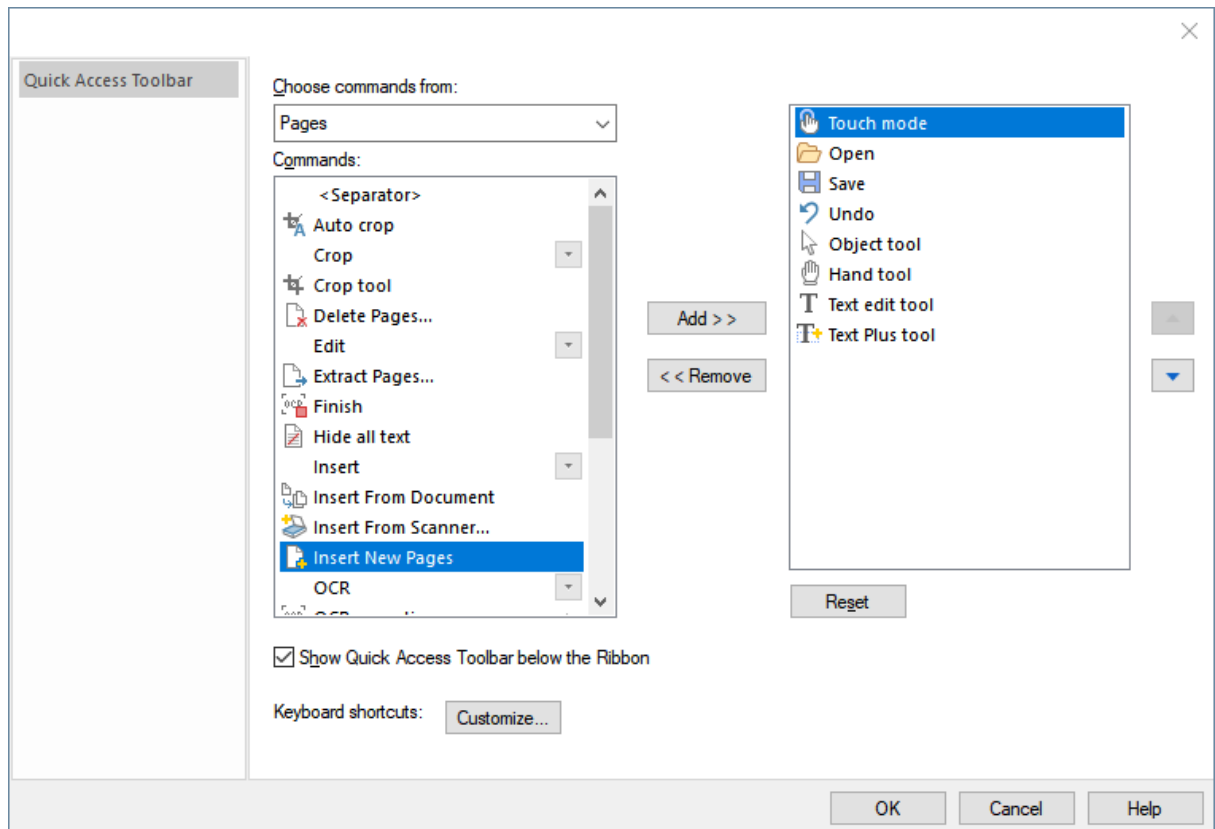 Quick Access Toolbar
Choose commands from:
Pages
Commands:
<Separator>
Auto crop
Crop
Crop tool
Delete Pages...
Edit
Extract Pages...
Finish
Hide all text
Insert
Insert From Document
Insert From Scanner...
Insert New Pages
OCR
Add > >
< < Remove
Touch mode
Open
Save
Undo
Object tool
Hand tool
Text edit tool
Text Plus tool
Reset
Show Quick Access Toolbar below the Ribbon
Keyboard shortcuts:
Customize...
OK
Cancel
Help